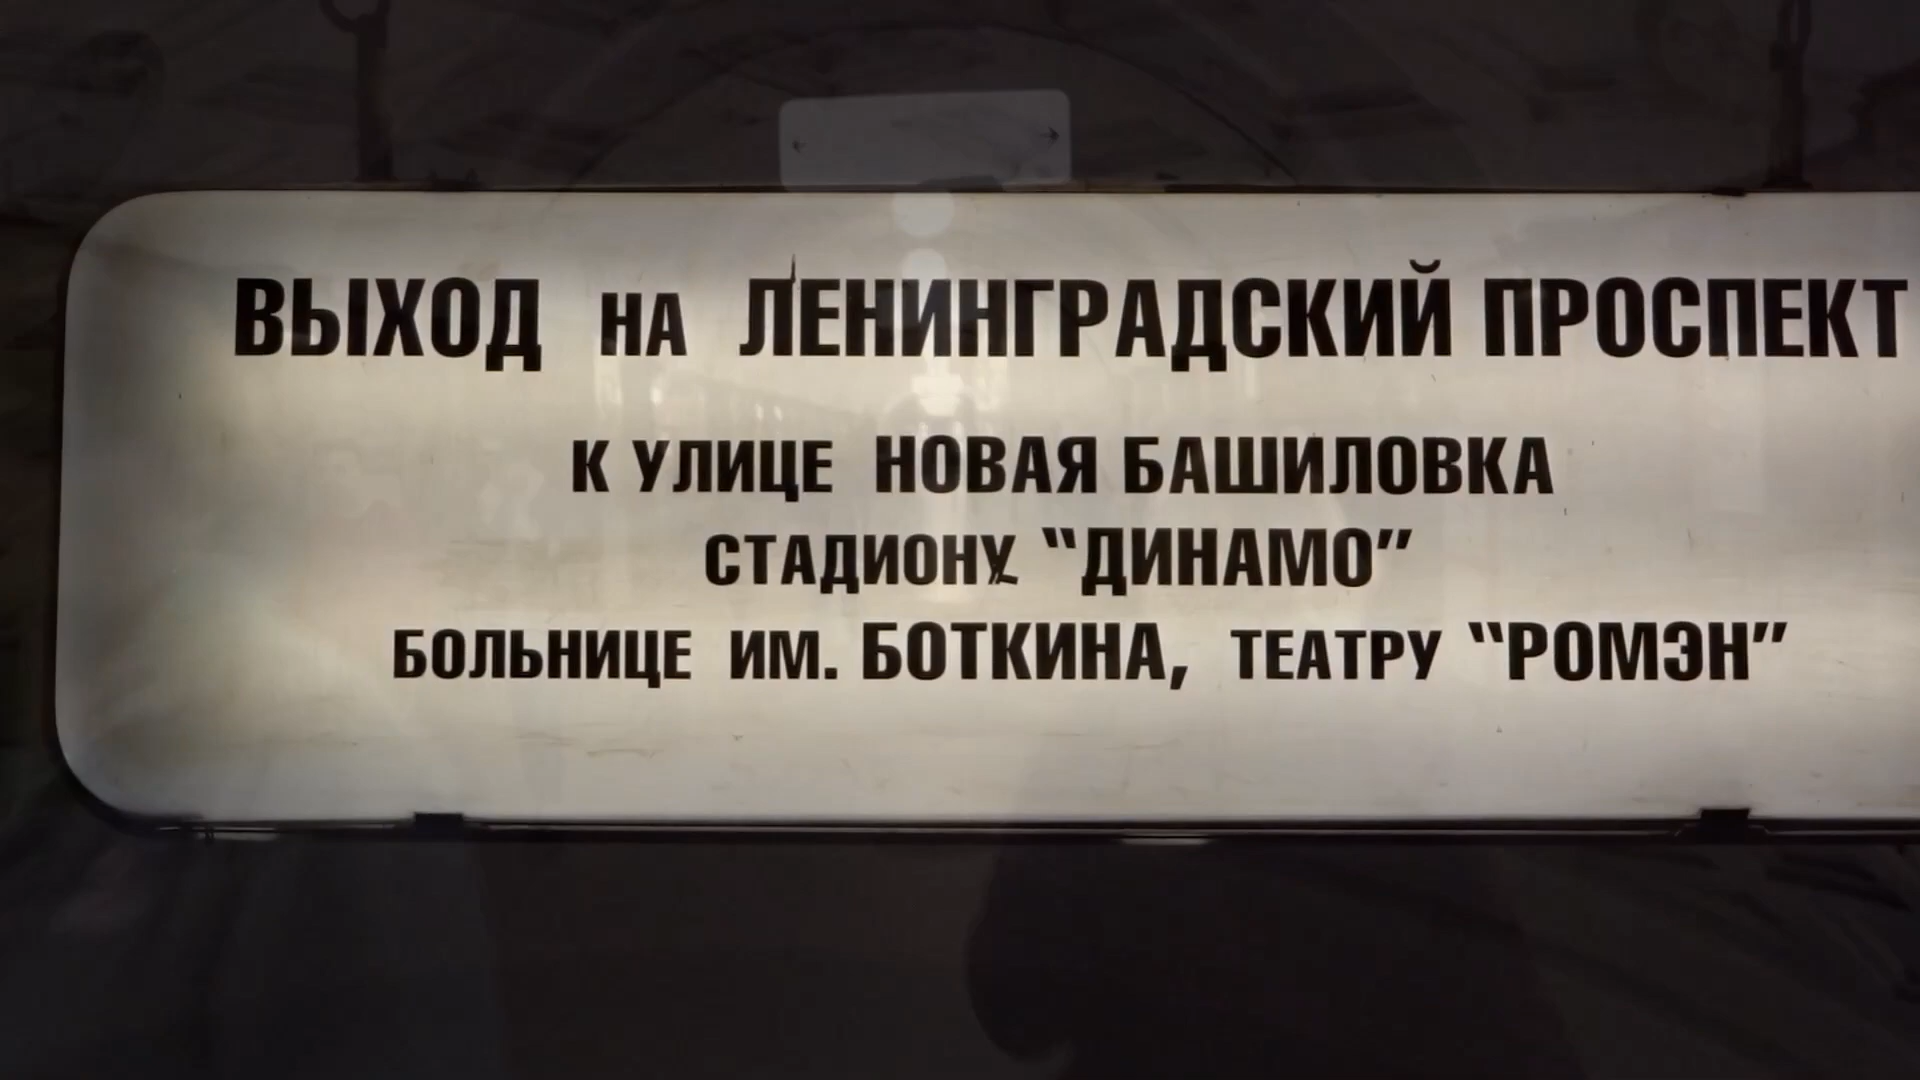 ВЫХОД НА ЛЕНИНГРАДСКИЙ ПРОСПЕКТ
К УЛИЦЕ НОВАЯ БАШИЛОВКА
СТАДИОНУ "ДИНАМО"
БОЛЬНИЦЕ ИМ. БОТКИНА, ТЕАТРУ "РОМЭН"